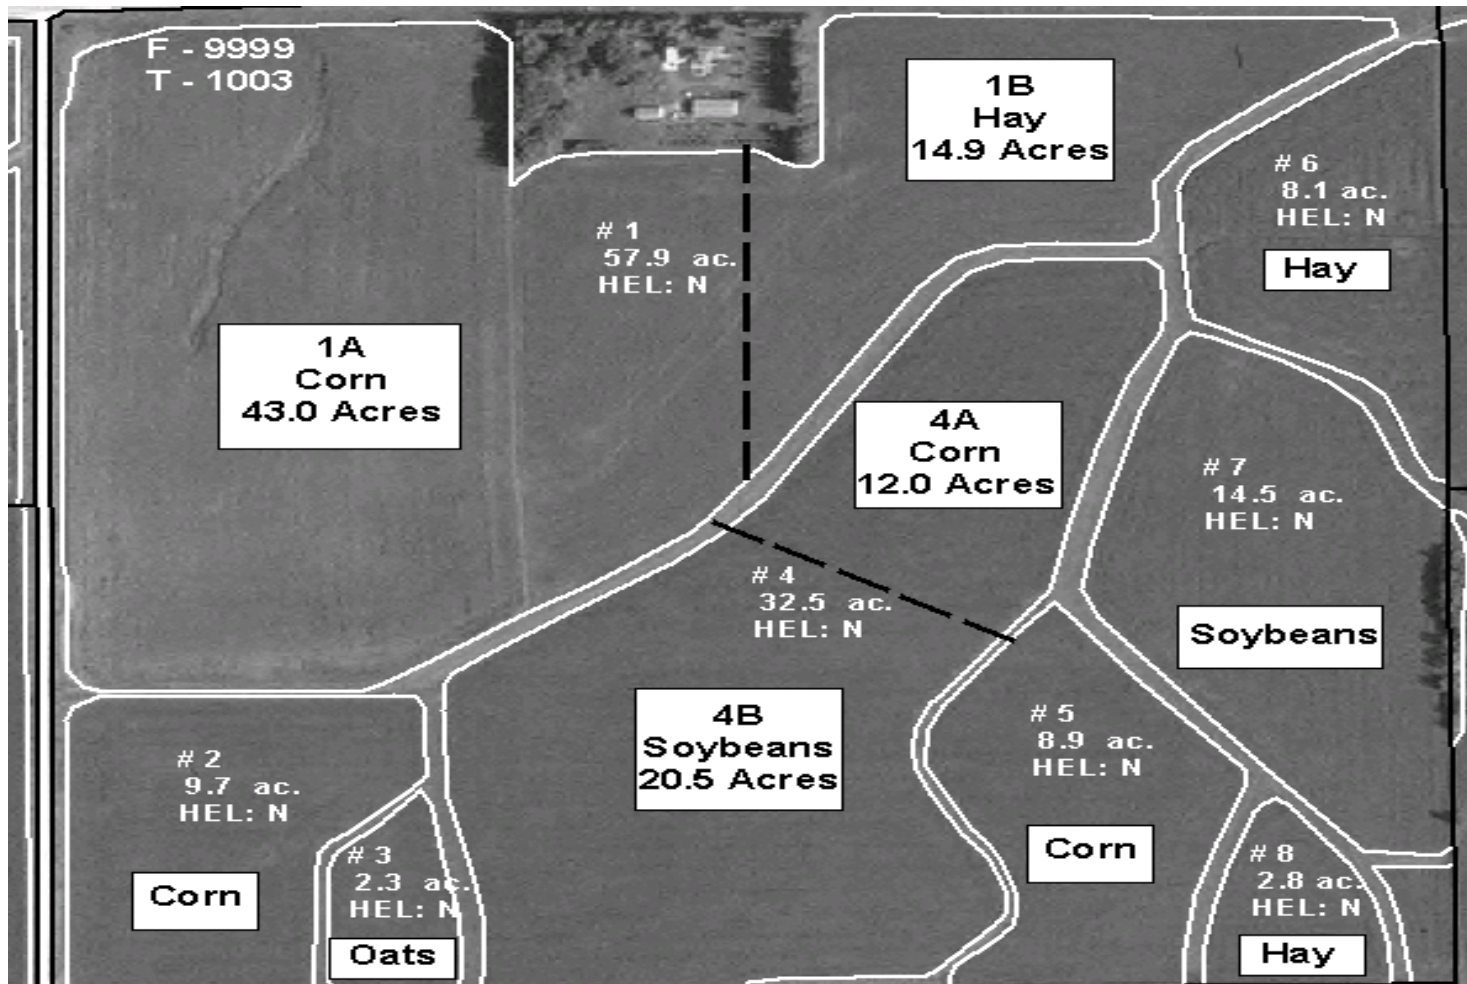 F - 9999
T - 1003
1B
Hay
14.9 Acres
# 6
8.1 ac.
HEL: N
Hay
# 1
57.9 ac.
HEL: N
1A
Corn
43.0 Acres
4A
Corn
12.0 Acres
# 7
14.5 ac.
HEL: N
Soybeans
# 4
32.5 ac.
HEL: N
4B
Soybeans
20.5 Acres
# 5
8.9 ac.
HEL: N
Corn
# 2
9.7 ac.
HEL: N
Corn
# 3
2.3 ac.
HEL: N
Oats
# 8
2.8 ac.
HEL: N
Hay